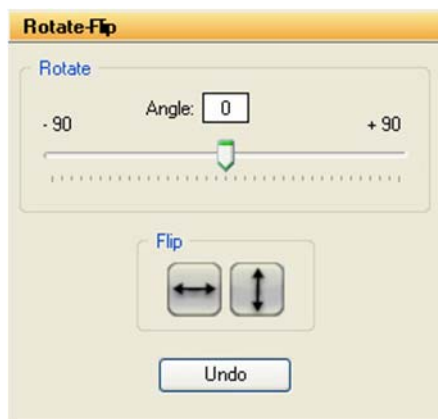 Rotate-Flip
Rotate
Angle: 0
- 90 + 90
Flip
Undo